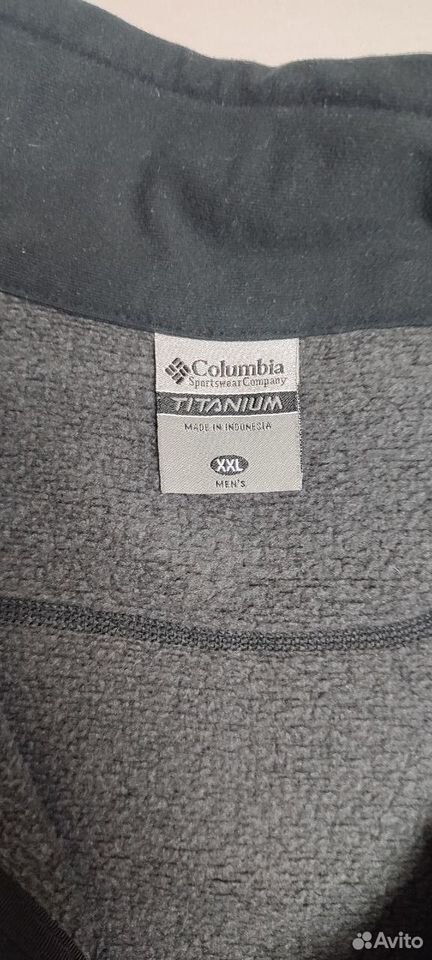 Columbia
Sportswear Company
TITANIUM
MADE IN INDONESIA
XXL
MEN'S
Avito